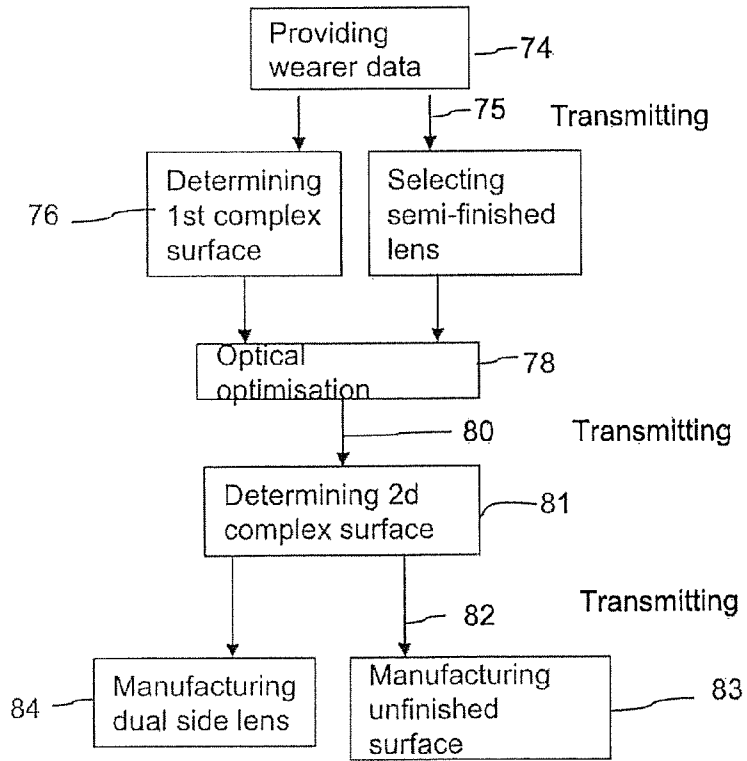 Providing
wearer data
74
75
Transmitting
Determining
1st complex
surface
76
Selecting
semi-finished
lens
Optical
optimisation
78
80
Transmitting
Determining 2d
complex surface
81
82
Transmitting
Manufacturing
dual side lens
84
Manufacturing
unfinished
surface
83